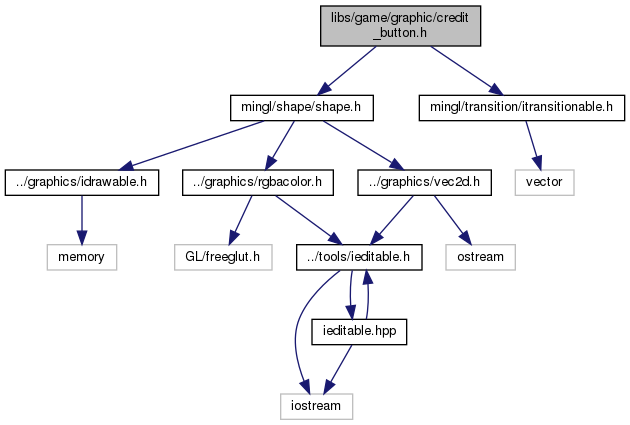 libs/game/graphic/credit
_button.h
mingl/shape/shape.h
mingl/transition/itransitionable.h
../graphics/idrawable.h
../graphics/rgbacolor.h
../graphics/vec2d.h
vector
memory
GL/freeglut.h
../tools/ieditable.h
ostream
ieditable.hpp
iostream